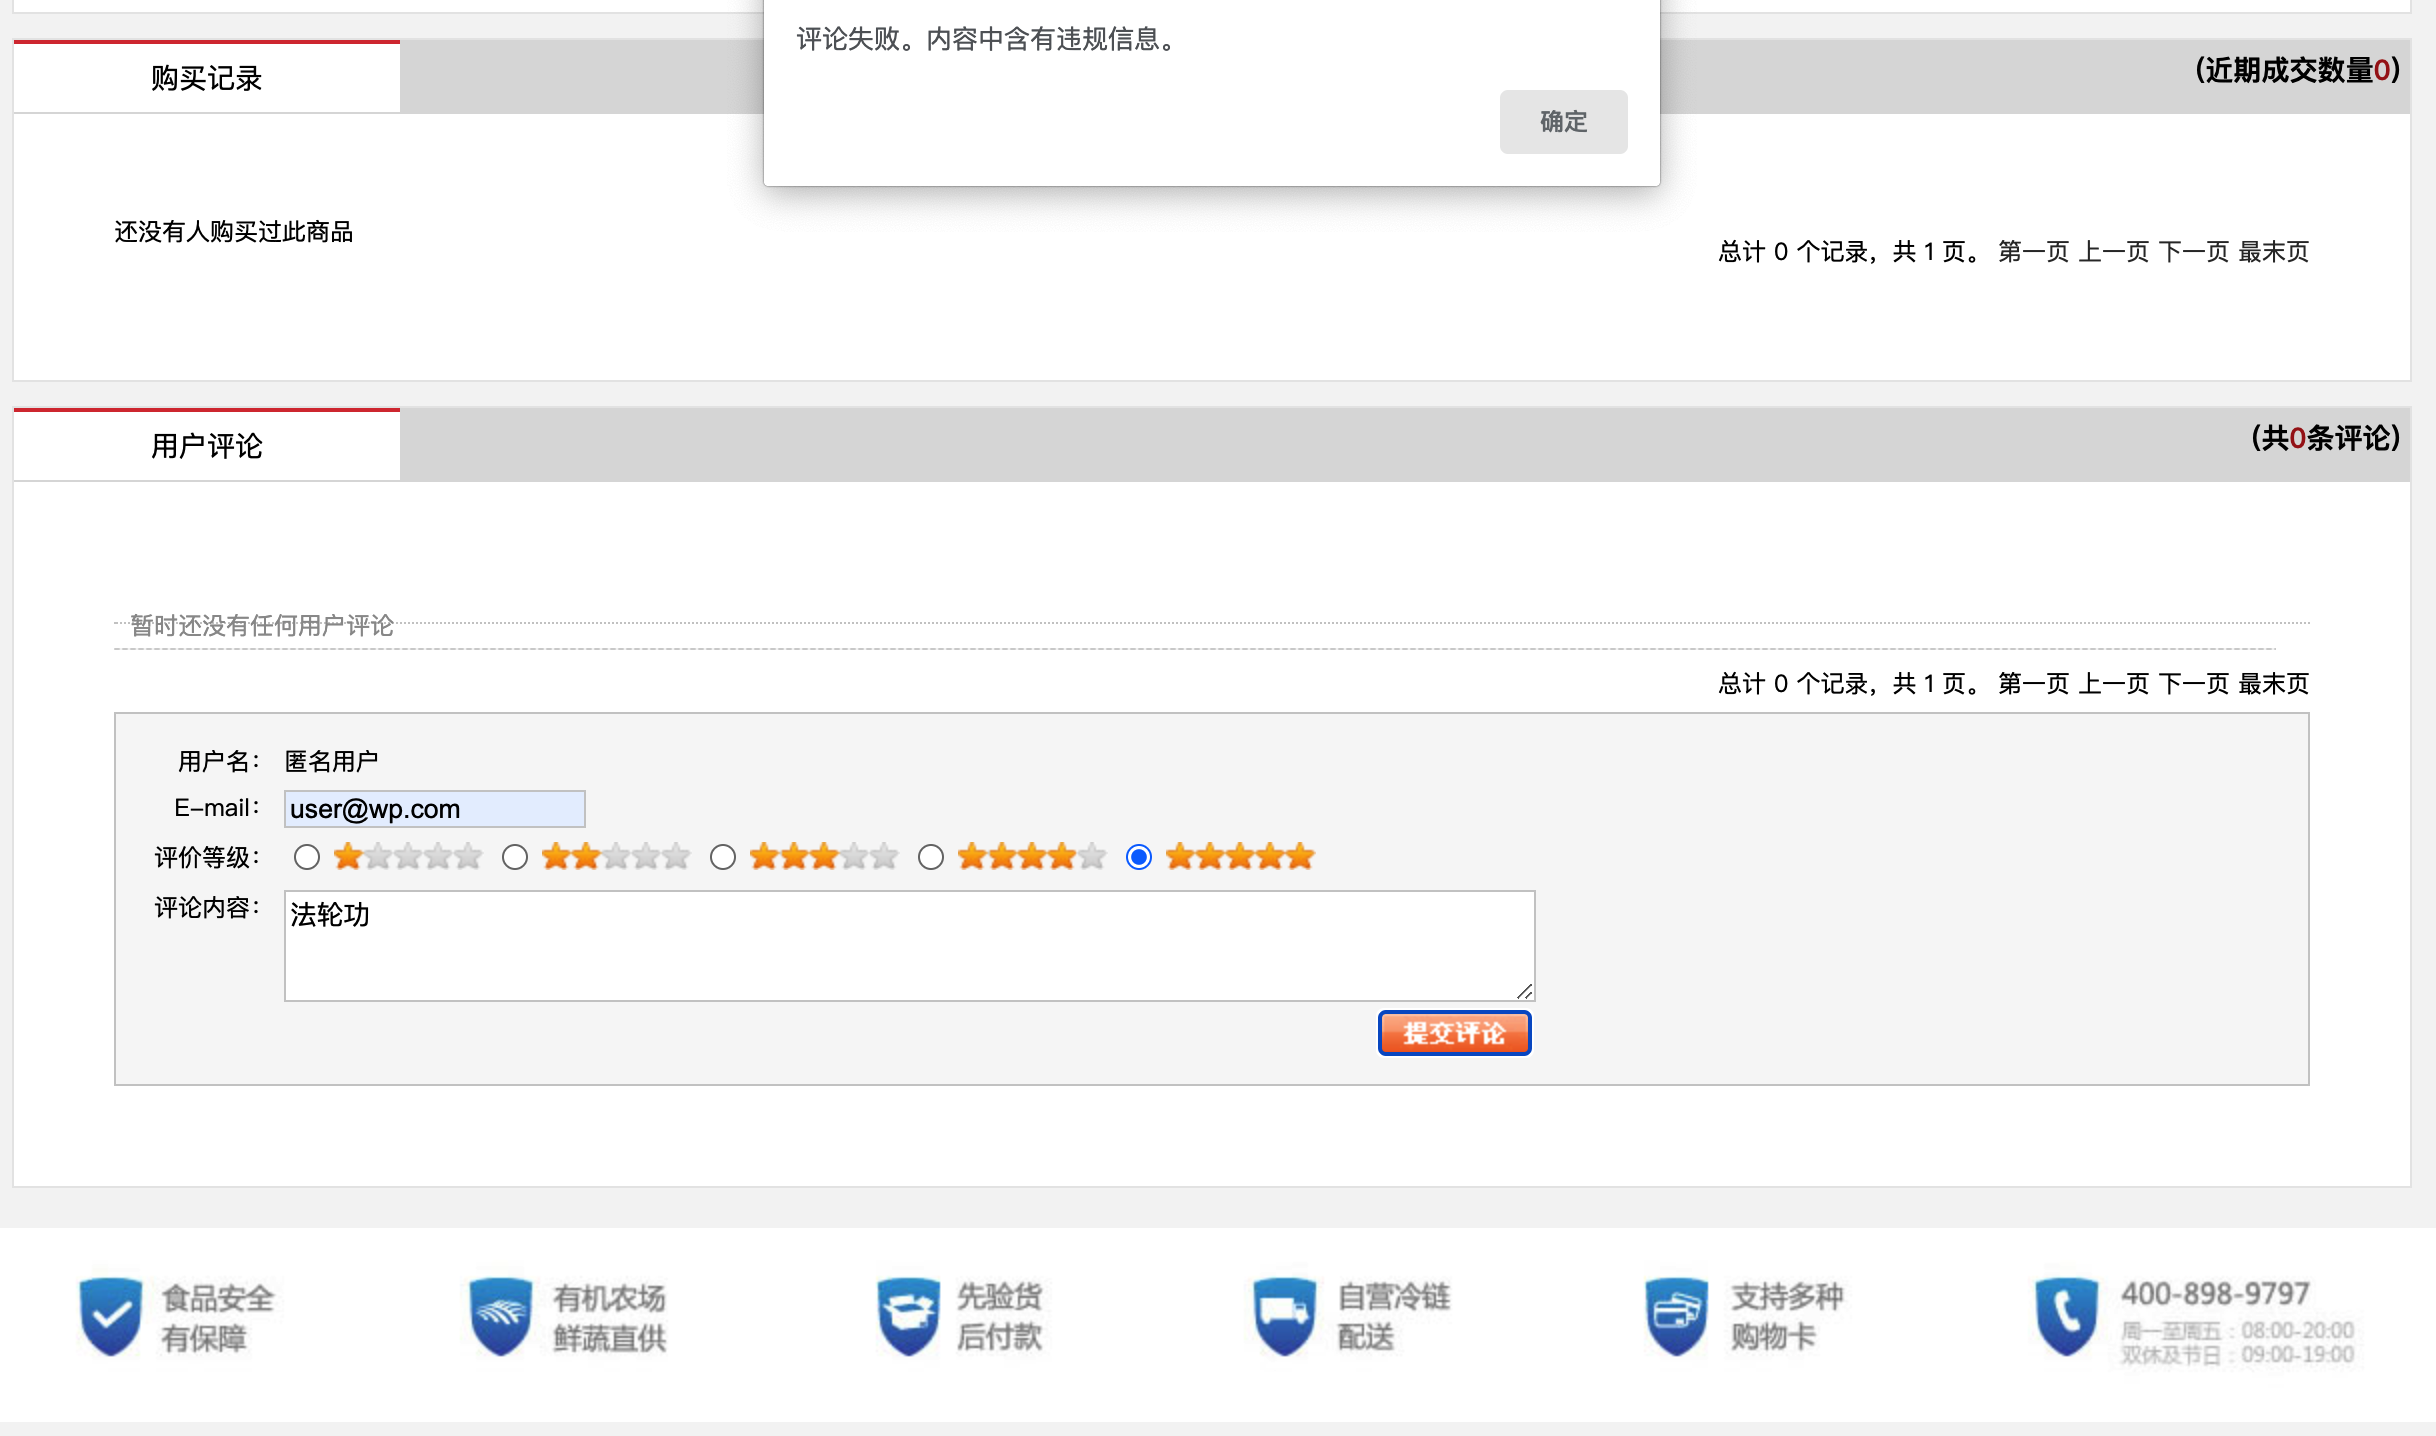 评论失败。内容中含有违规信息。
确定
购买记录
(近期成交数量0)
还没有人购买过此商品
总计 0 个记录，共 1 页。 第一页 上一页 下一页 最末页
用户评论
(共0条评论)
暂时还没有任何用户评论
总计 0 个记录，共 1 页。 第一页 上一页 下一页 最末页
用户名： 匿名用户
E-mail： user@wp.com
评价等级：
评论内容： 法轮功
提交评论
食品安全
有保障
有机农场
鲜蔬直供
先验货
后付款
自营冷链
配送
支持多种
购物卡
400-898-9797
周一至周五：08:00-20:00
双休及节日：09:00-19:00